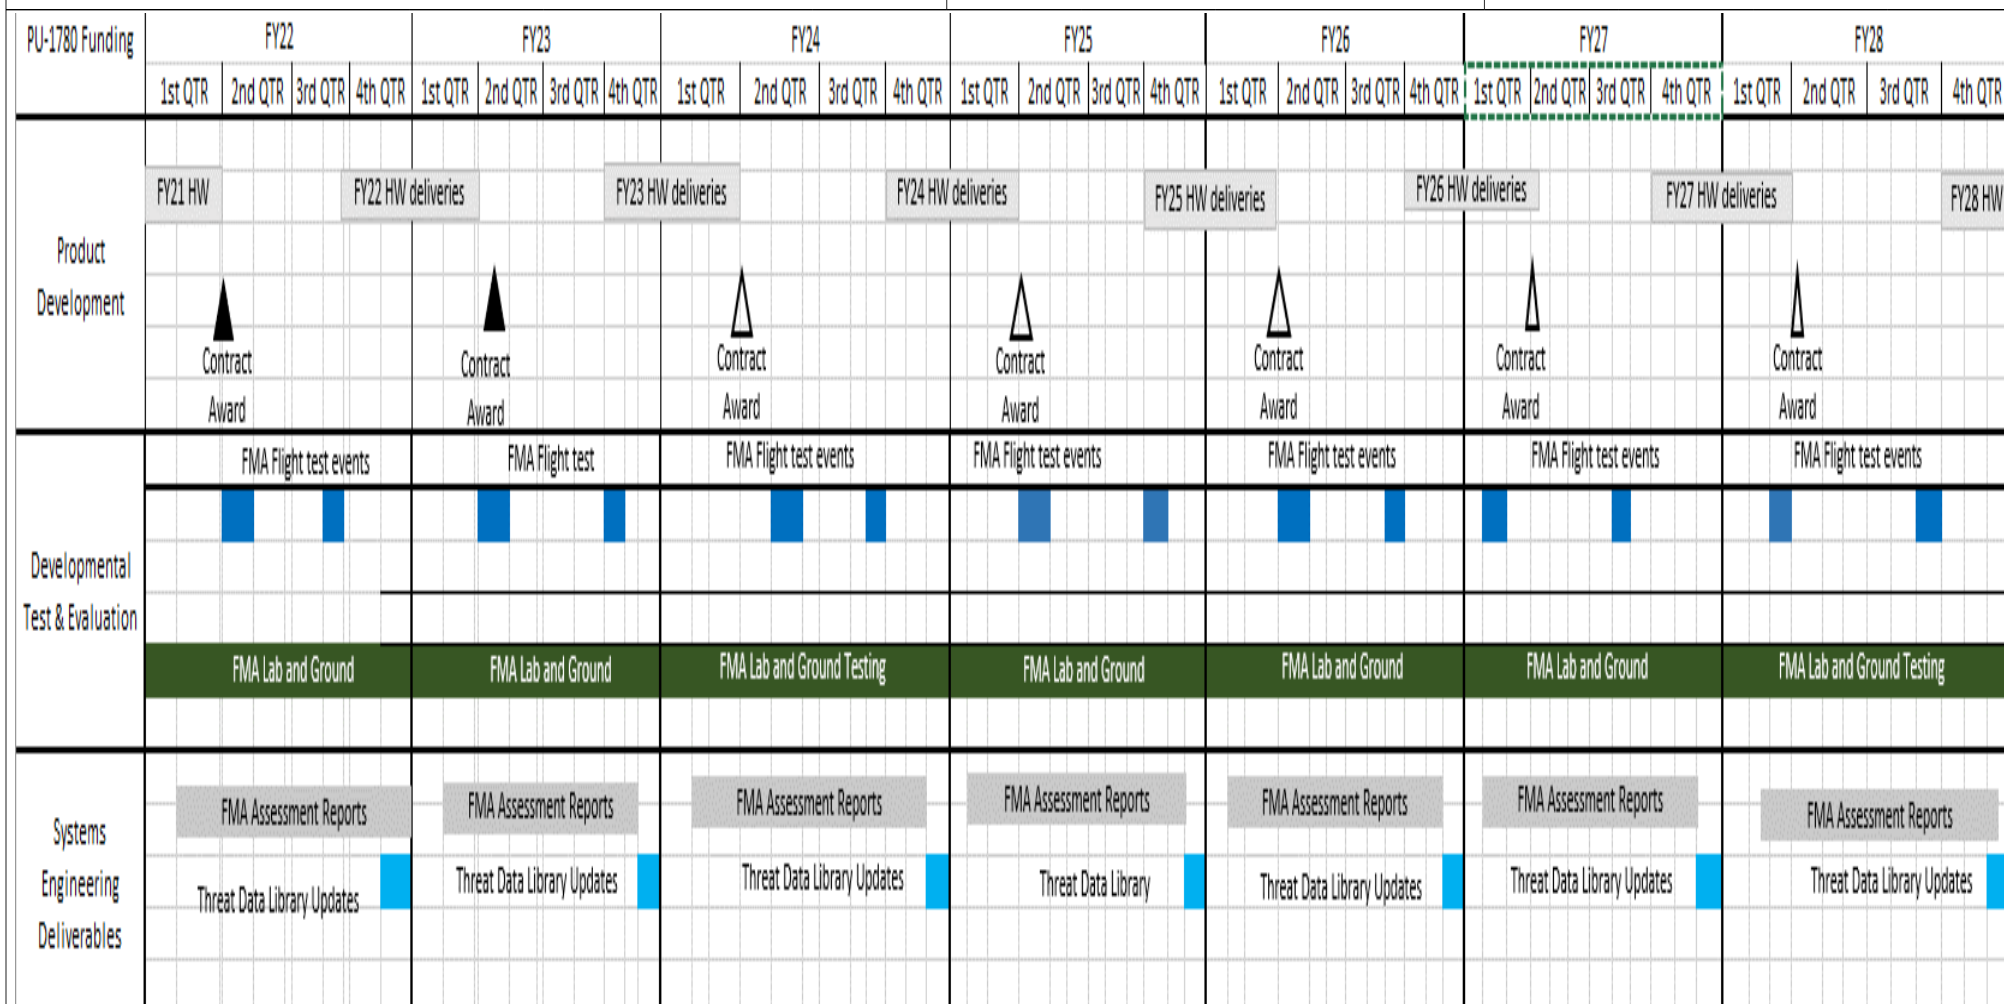 PU-1780 Funding FY22 FY23 FY24 FY25 FY26 FY27 FY28
1st QTR 2nd QTR 3rd QTR 4th QTR 1st QTR 2nd QTR 3rd QTR 4th QTR 1st QTR 2nd QTR 3rd QTR 4th QTR 1st QTR 2nd QTR 3rd QTR 4th QTR 1st QTR 2nd QTR 3rd QTR 4th QTR 1st QTR 2nd QTR 3rd QTR 4th QTR 1st QTR 2nd QTR 3rd QTR 4th QTR
FY21 HW FY22 HW deliveries FY23 HW deliveries FY24 HW deliveries FY25 HW deliveries FY26 HW deliveries FY27 HW deliveries FY28 HW
Product
Development
Contract Contract Contract Contract Contract Contract Contract
Award Award Award Award Award Award Award
FMA Flight test events FMA Flight test FMA Flight test events FMA Flight test events FMA Flight test events FMA Flight test events FMA Flight test events
Developmental
Test & Evaluation
FMA Lab and Ground FMA Lab and Ground FMA Lab and Ground Testing FMA Lab and Ground FMA Lab and Ground FMA Lab and Ground FMA Lab and Ground Testing
FMA Assessment Reports FMA Assessment Reports FMA Assessment Reports FMA Assessment Reports FMA Assessment Reports FMA Assessment Reports FMA Assessment Reports
Systems
Engineering
Deliverables
Threat Data Library Updates Threat Data Library Updates Threat Data Library Updates Threat Data Library Threat Data Library Updates Threat Data Library Updates Threat Data Library Updates